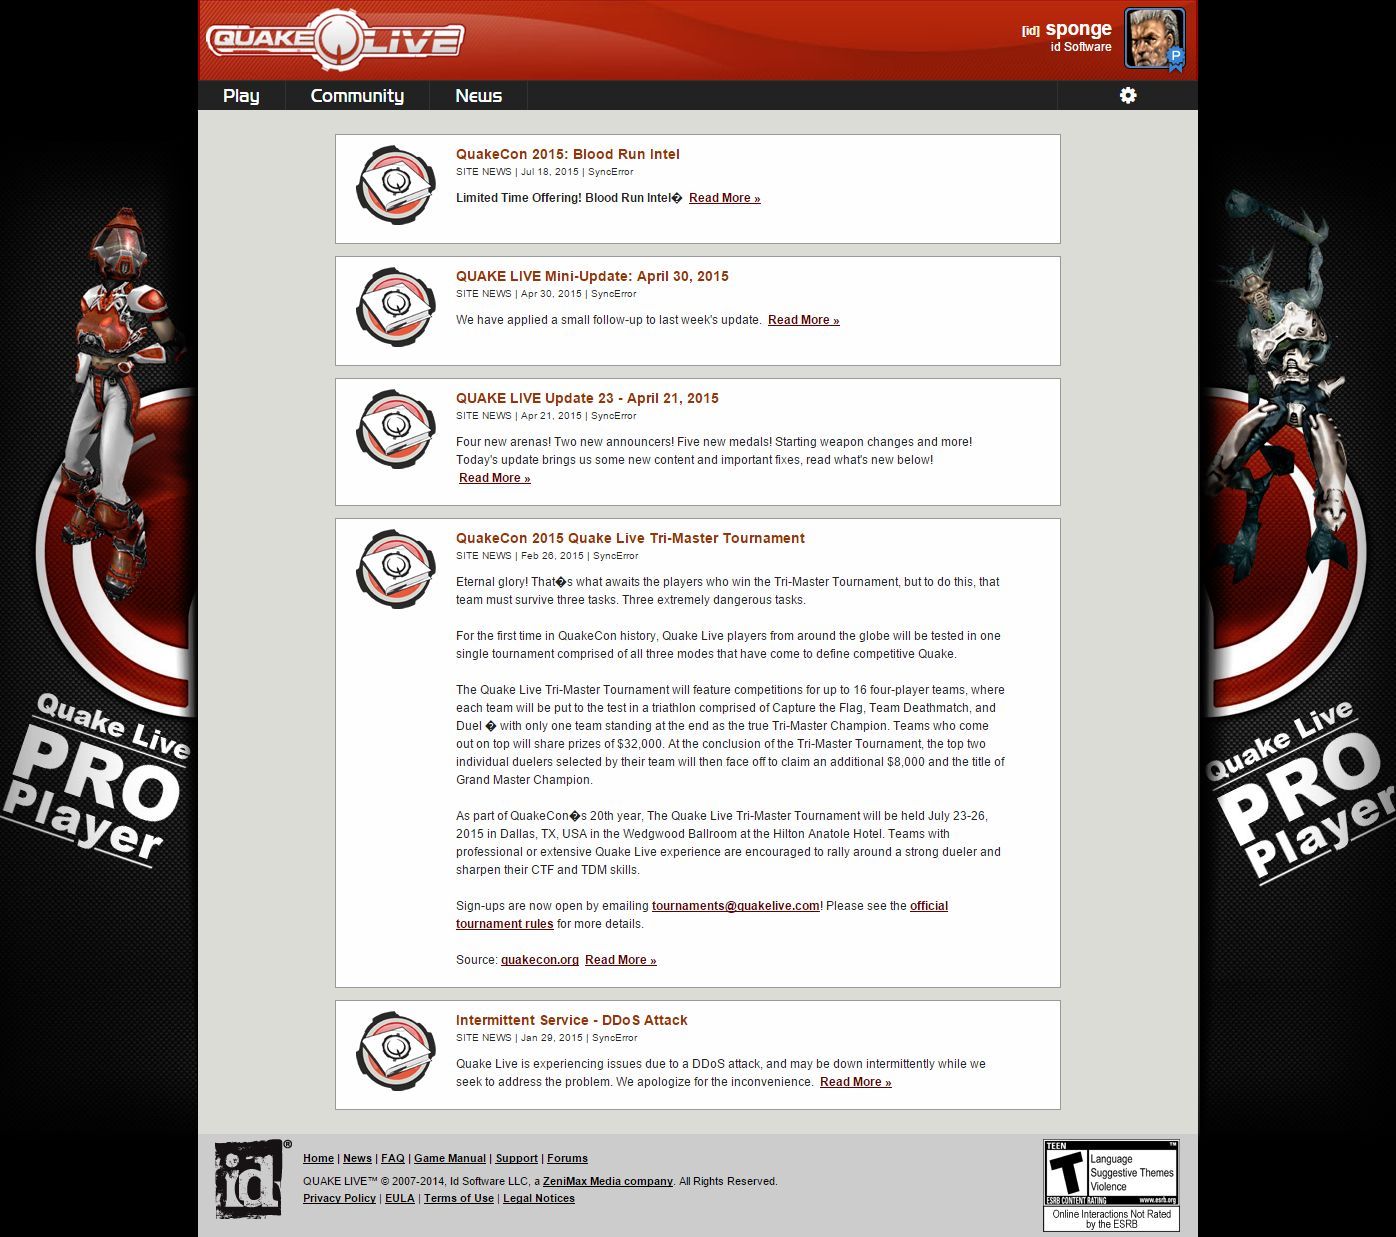 QUAKE LIVE
[id] sponge
id Software
P
Play Community News
QuakeCon 2015: Blood Run Intel
SITE NEWS | Jul 18, 2015 | SyncError
Limited Time Offering! Blood Run Intel� Read More »
QUAKE LIVE Mini-Update: April 30, 2015
SITE NEWS | Apr 30, 2015 | SyncError
We have applied a small follow-up to last week's update. Read More »
QUAKE LIVE Update 23 - April 21, 2015
SITE NEWS | Apr 21, 2015 | SyncError
Four new arenas! Two new announcers! Five new medals! Starting weapon changes and more!
Today's update brings us some new content and important fixes, read what's new below!
Read More »
QuakeCon 2015 Quake Live Tri-Master Tournament
SITE NEWS | Feb 26, 2015 | SyncError
Eternal glory! That�s what awaits the players who win the Tri-Master Tournament, but to do this, that
team must survive three tasks. Three extremely dangerous tasks.
For the first time in QuakeCon history, Quake Live players from around the globe will be tested in one
single tournament comprised of all three modes that have come to define competitive Quake.
The Quake Live Tri-Master Tournament will feature competitions for up to 16 four-player teams, where
each team will be put to the test in a triathlon comprised of Capture the Flag, Team Deathmatch, and
Duel � with only one team standing at the end as the true Tri-Master Champion. Teams who come
out on top will share prizes of $32,000. At the conclusion of the Tri-Master Tournament, the top two
individual duelers selected by their team will then face off to claim an additional $8,000 and the title of
Grand Master Champion.
As part of QuakeCon�s 20th year, The Quake Live Tri-Master Tournament will be held July 23-26,
2015 in Dallas, TX, USA in the Wedgwood Ballroom at the Hilton Anatole Hotel. Teams with
professional or extensive Quake Live experience are encouraged to rally around a strong dueler and
sharpen their CTF and TDM skills.
Sign-ups are now open by emailing tournaments@quakelive.com! Please see the official
tournament rules for more details.
Source: quakecon.org Read More »
Intermittent Service - DDoS Attack
SITE NEWS | Jan 29, 2015 | SyncError
Quake Live is experiencing issues due to a DDoS attack, and may be down intermittently while we
seek to address the problem. We apologize for the inconvenience. Read More »
Quake Live
PRO
Player
Quake Live
PRO
Player
id®
Home | News | FAQ | Game Manual | Support | Forums
QUAKE LIVE™ © 2007-2014, Id Software LLC, a ZeniMax Media company. All Rights Reserved.
Privacy Policy | EULA | Terms of Use | Legal Notices
TEEN ™
T
Language
Suggestive Themes
Violence
ESRB CONTENT RATING www.esrb.org
Online Interactions Not Rated
by the ESRB